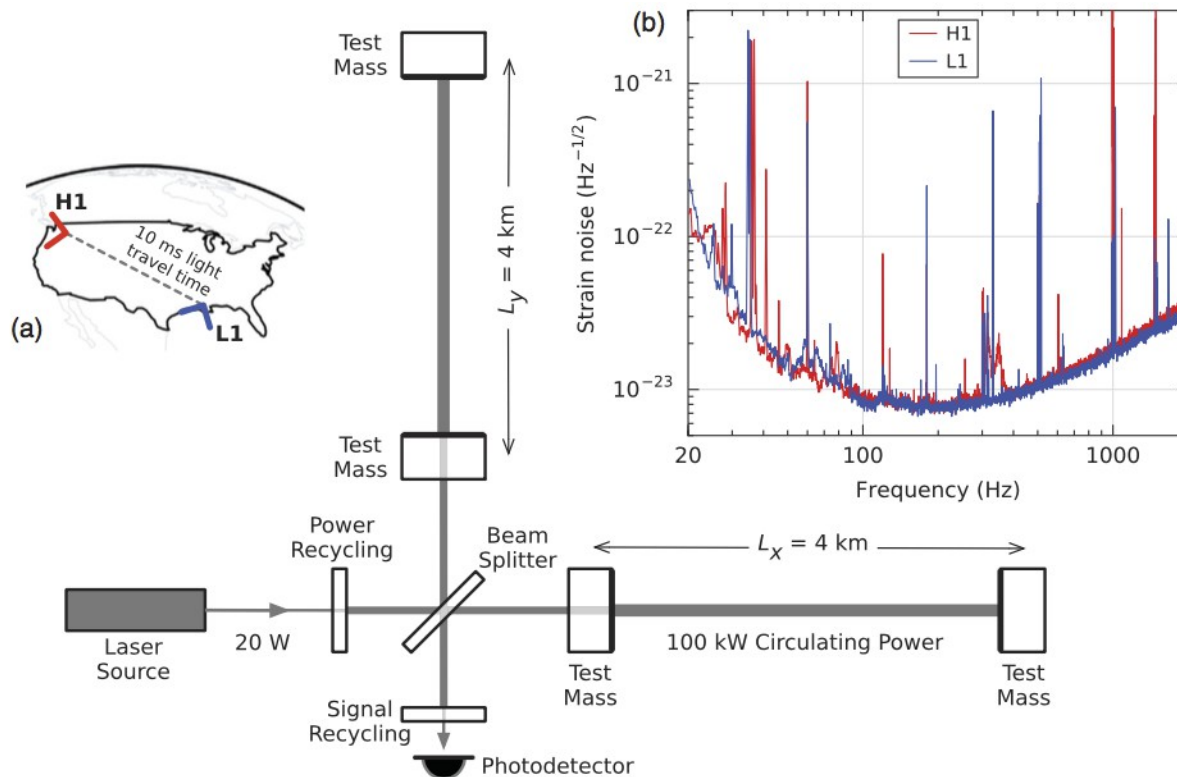 (b)
H1
L1
10⁻²¹
10⁻²²
10⁻²³
Strain noise (Hz⁻¹ᐟ²)
20
100
1000
Frequency (Hz)
Test
Mass
L_y = 4 km
H1
10 ms light
travel time
L1
(a)
Test
Mass
Power
Recycling
Beam
Splitter
L_x = 4 km
20 W
Laser
Source
100 kW Circulating Power
Test
Mass
Test
Mass
Signal
Recycling
Photodetector